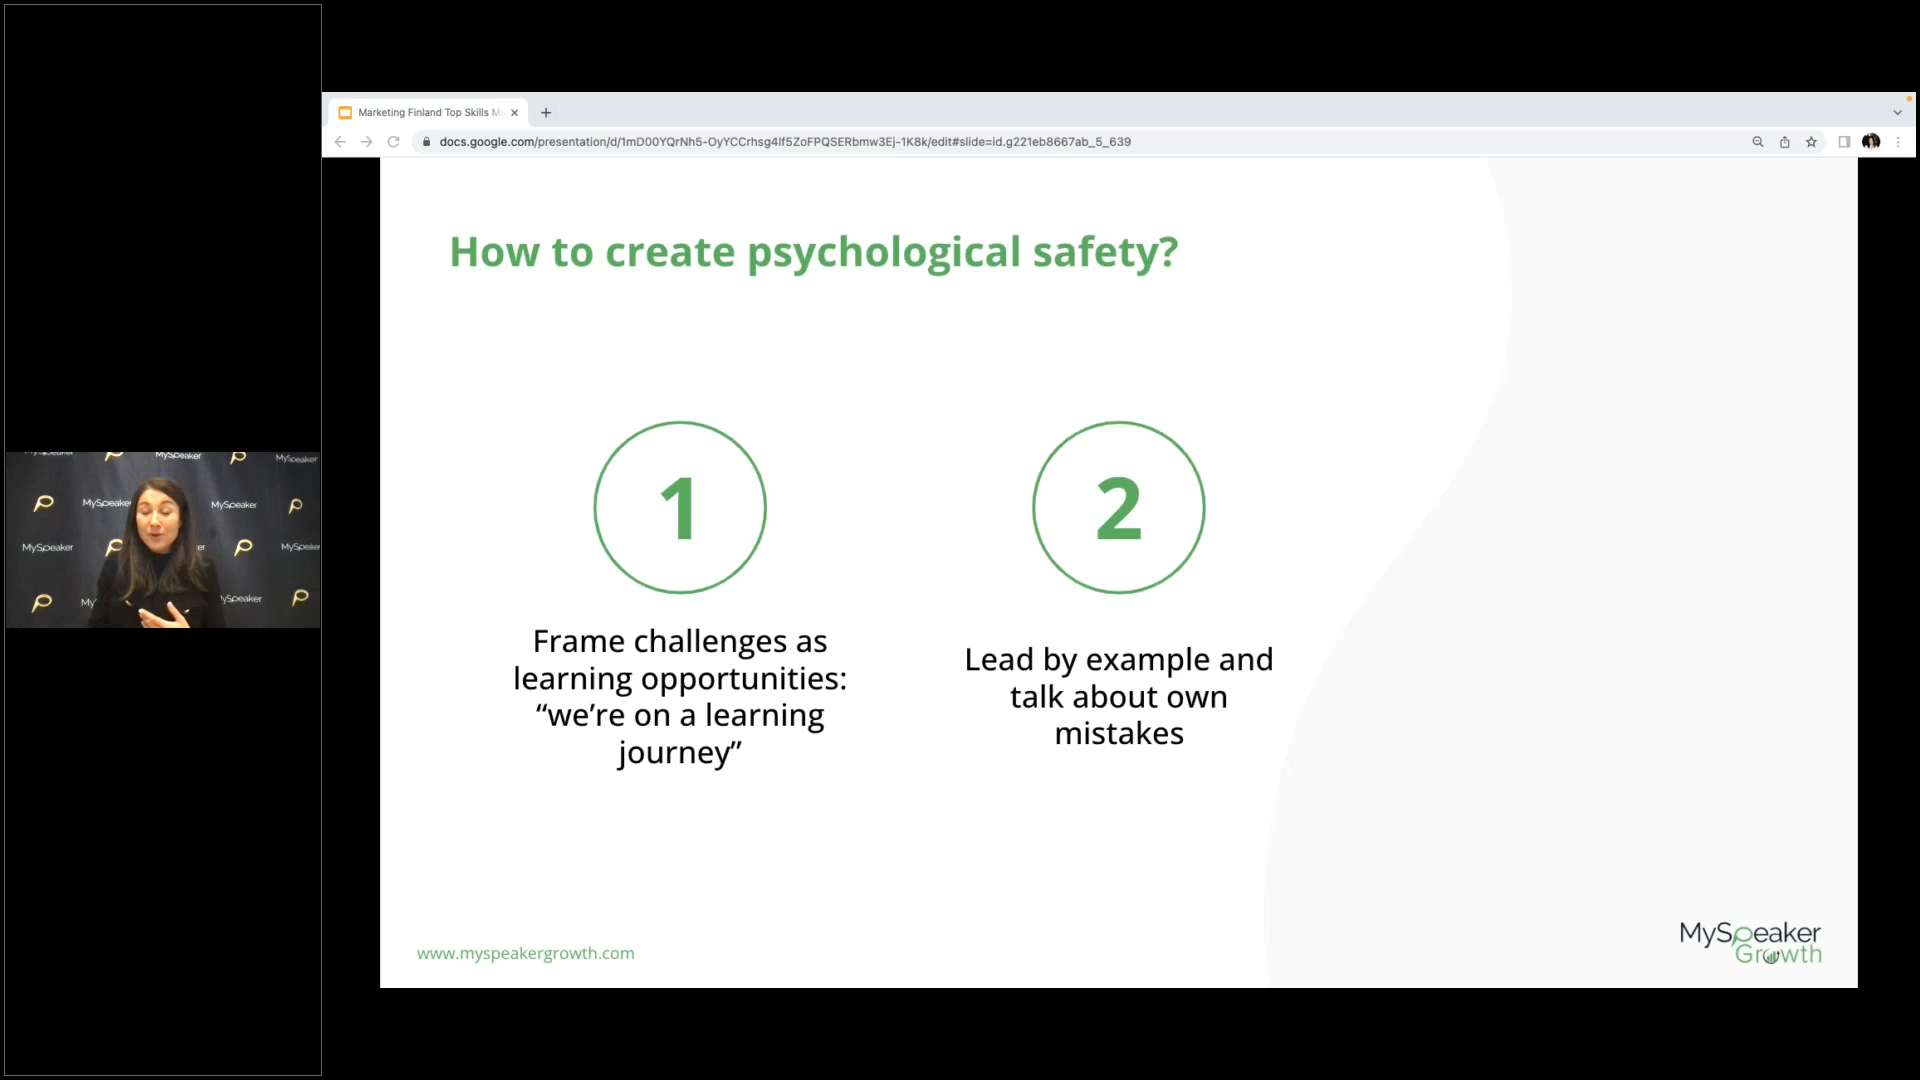 Marketing Finland Top Skills
docs.google.com/presentation/d/1mD00YQrNh5-OyYCCrhsg4lf5ZoFPQSERbmw3Ej-1K8k/edit#slide=id.g221eb8667ab_5_639
How to create psychological safety?
1
Frame challenges as
learning opportunities:
“we’re on a learning
journey”
2
Lead by example and
talk about own
mistakes
www.myspeakergrowth.com
MySpeaker
Growth
MySpeaker
MySpeaker
MySpeaker
MySpeaker
MySpeaker